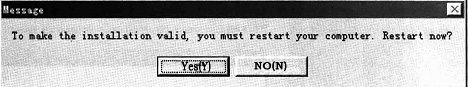 Message
To make the installation valid, you must restart your computer. Restart now?
Yes(Y) NO(N)